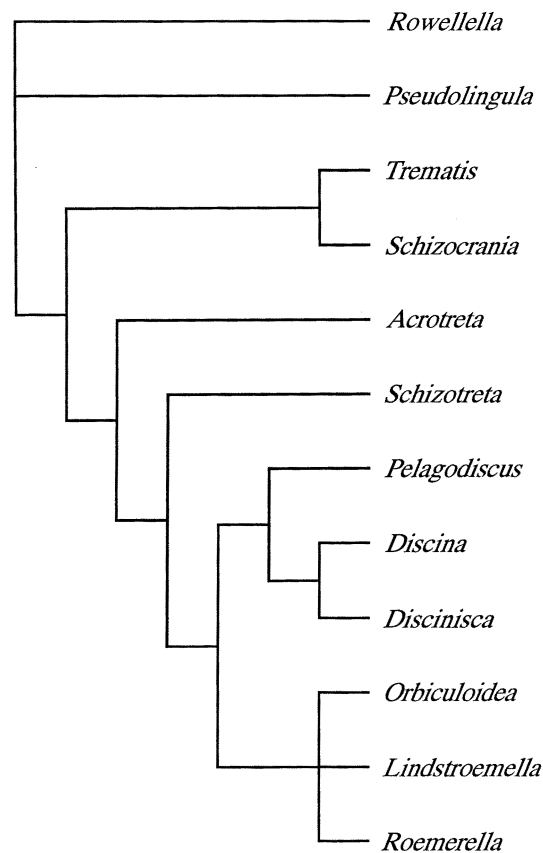 Rowellella
Pseudolingula
Trematis
Schizocrania
Acrotreta
Schizotreta
Pelagodiscus
Discina
Discinisca
Orbiculoidea
Lindstroemella
Roemerella